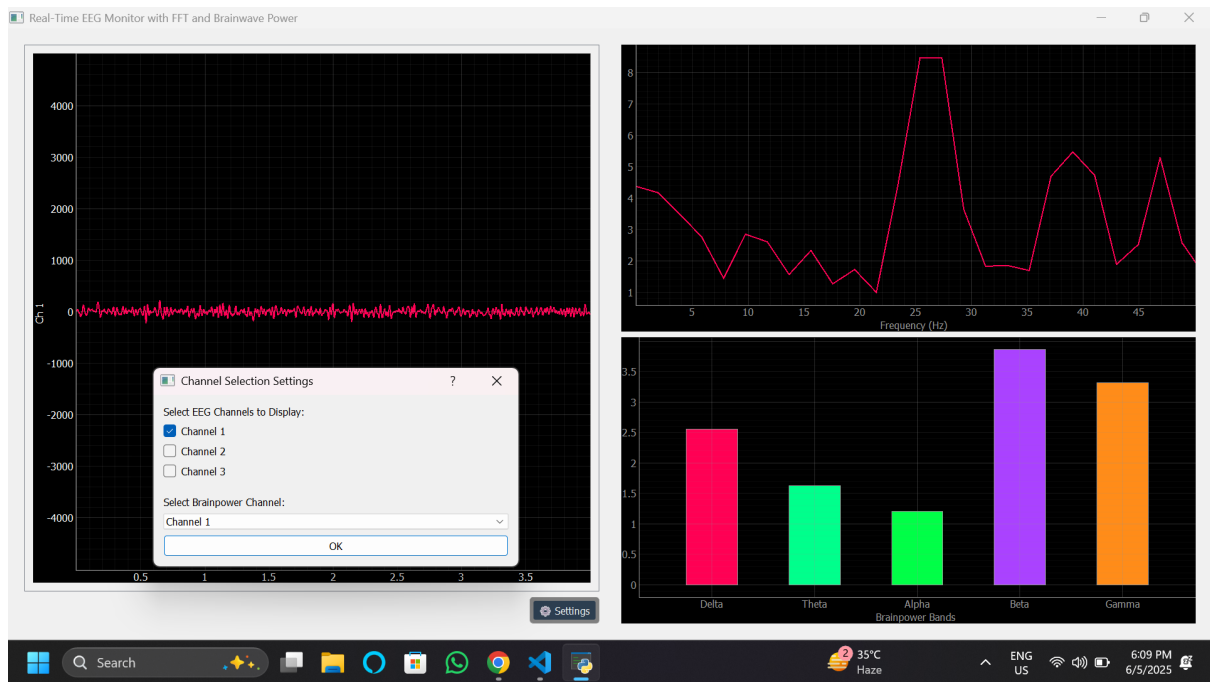 Real-Time EEG Monitor with FFT and Brainwave Power
4000
3000
2000
1000
0
-1000
-2000
-3000
-4000
Ch 1
0.5 1 1.5 2 2.5 3 3.5
Channel Selection Settings ?
Select EEG Channels to Display:
Channel 1
Channel 2
Channel 3
Select Brainpower Channel:
Channel 1
OK
Settings
8
7
6
5
4
3
2
1
5 10 15 20 25 30 35 40 45
Frequency (Hz)
3.5
3
2.5
2
1.5
1
0.5
0
Delta Theta Alpha Beta Gamma
Brainpower Bands
Search
2
35°C
Haze
ENG
US
6:09 PM
6/5/2025